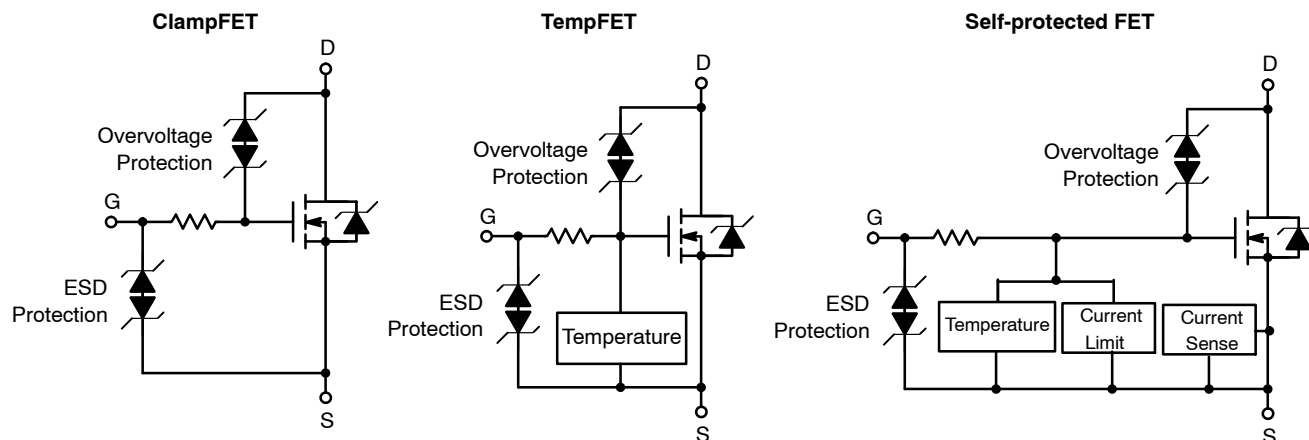 ClampFET
D
Overvoltage
Protection
G
ESD
Protection
S
TempFET
D
Overvoltage
Protection
G
ESD
Protection
Temperature
S
Self-protected FET
D
Overvoltage
Protection
G
ESD
Protection
Temperature
Current
Limit
Current
Sense
S